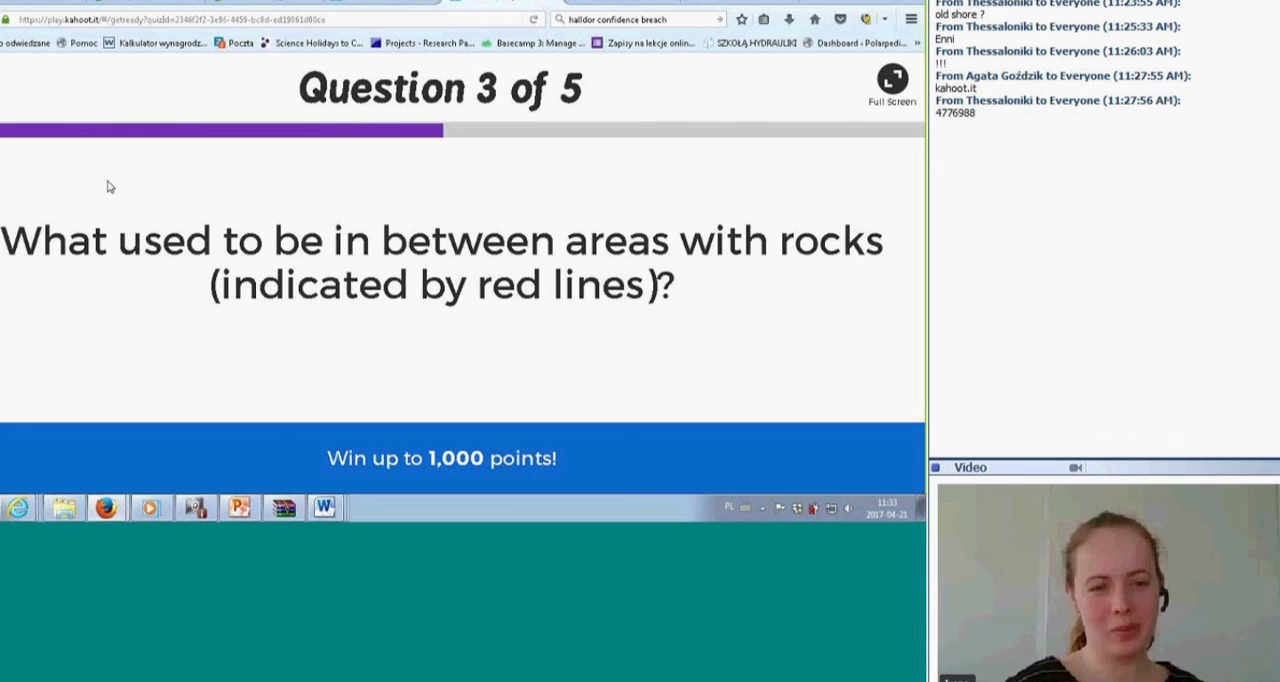 From Thessaloniki to Everyone (11:23:55 AM):
old shore ?
From Thessaloniki to Everyone (11:25:33 AM):
Enni
From Thessaloniki to Everyone (11:26:03 AM):
!!!
From Agata Goździk to Everyone (11:27:55 AM):
kahoot.it
From Thessaloniki to Everyone (11:27:56 AM):
4776988
https://play.kahoot.it/#/getready?quizId=2346f2f2-3e96-4459-bc8d-ed19861d00ce
halldor confidence breach
o odwiedzane Pomoc Kalkulator wynagrodz... Poczta Science Holidays to C... Projects - Research Pa... Basecamp 3: Manage ... Zapisy na lekcje onlin... SZKOŁA HYDRAULIKI Dashboard ‹ Polarpedi... »
Question 3 of 5
Full Screen
What used to be in between areas with rocks
(indicated by red lines)?
Win up to 1,000 points!
PL
11:33
2017-04-21
Video